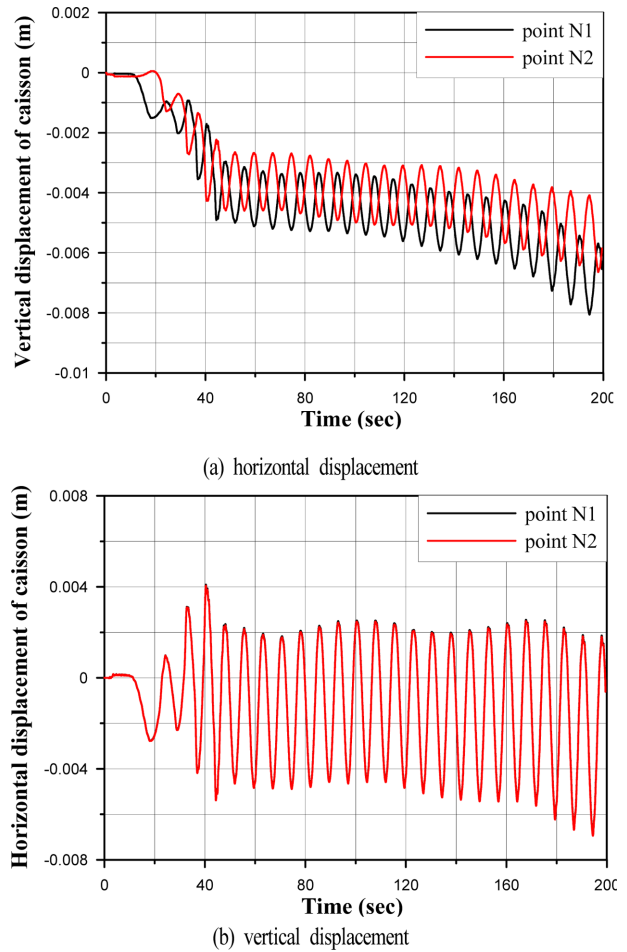 0.002
0
-0.002
-0.004
-0.006
-0.008
-0.01
Vertical displacement of caisson (m)
point N1
point N2
0 40 80 120 160 200
Time (sec)
(a) horizontal displacement
0.008
0.004
0
-0.004
-0.008
Horizontal displacement of caisson (m)
point N1
point N2
0 40 80 120 160 200
Time (sec)
(b) vertical displacement